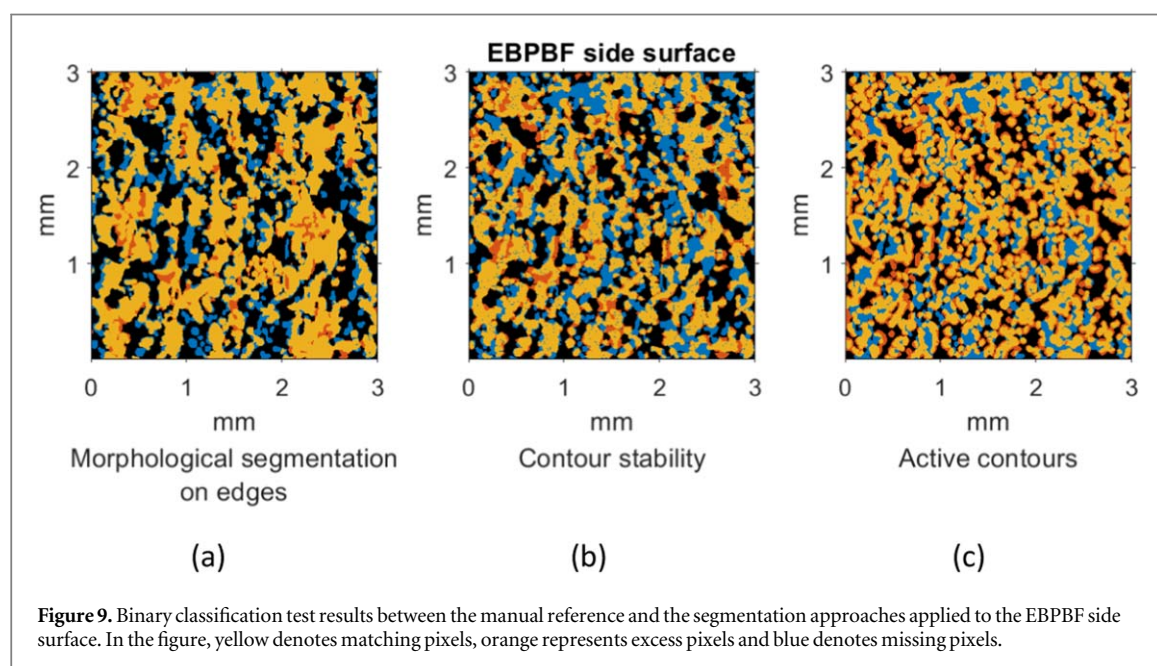 EBPBF side surface
3
2
1
mm
0 1 2 3
mm
Morphological segmentation
on edges
(a)
3
2
1
mm
0 1 2 3
mm
Contour stability
(b)
3
2
1
mm
0 1 2 3
mm
Active contours
(c)
Figure 9. Binary classification test results between the manual reference and the segmentation approaches applied to the EBPBF side
surface. In the figure, yellow denotes matching pixels, orange represents excess pixels and blue denotes missing pixels.